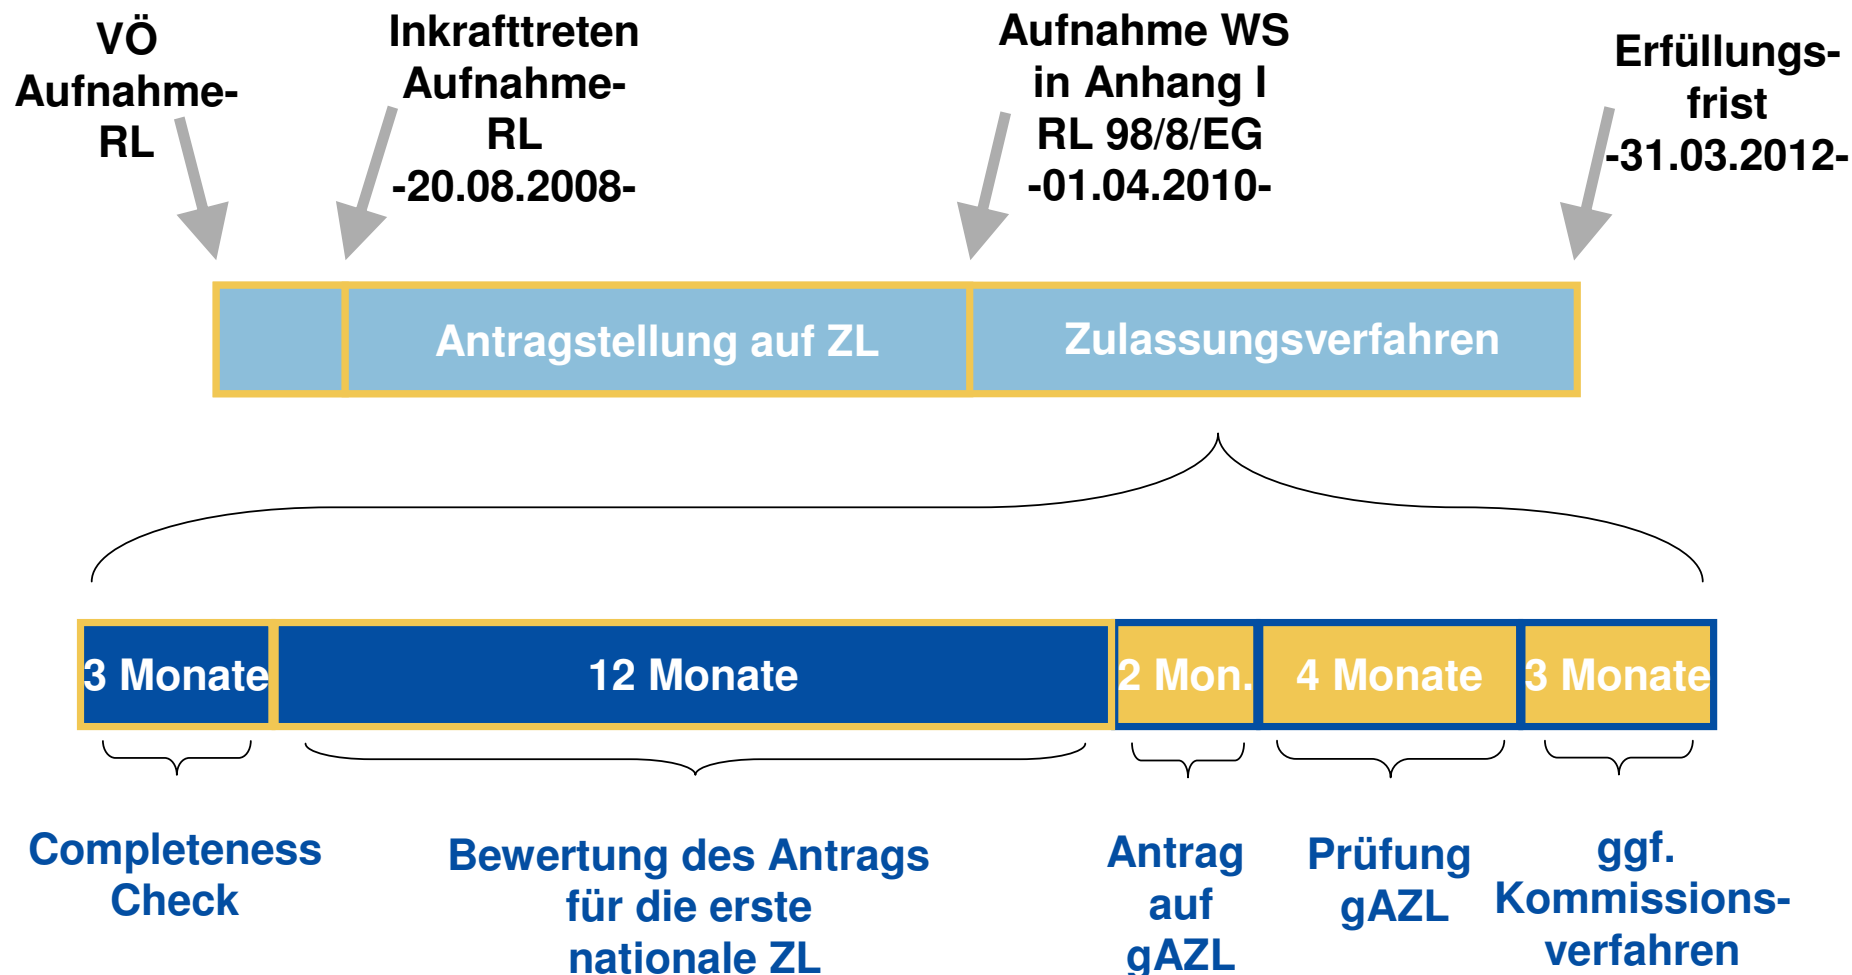 VÖ
Aufnahme-
RL
Inkrafttreten
Aufnahme-
RL
-20.08.2008-
Aufnahme WS
in Anhang I
RL 98/8/EG
-01.04.2010-
Erfüllungs-
frist
-31.03.2012-
Antragstellung auf ZL
Zulassungsverfahren
3 Monate
12 Monate
2 Mon.
4 Monate
3 Monate
Completeness
Check
Bewertung des Antrags
für die erste
nationale ZL
Antrag
auf
gAZL
Prüfung
gAZL
ggf.
Kommissions-
verfahren